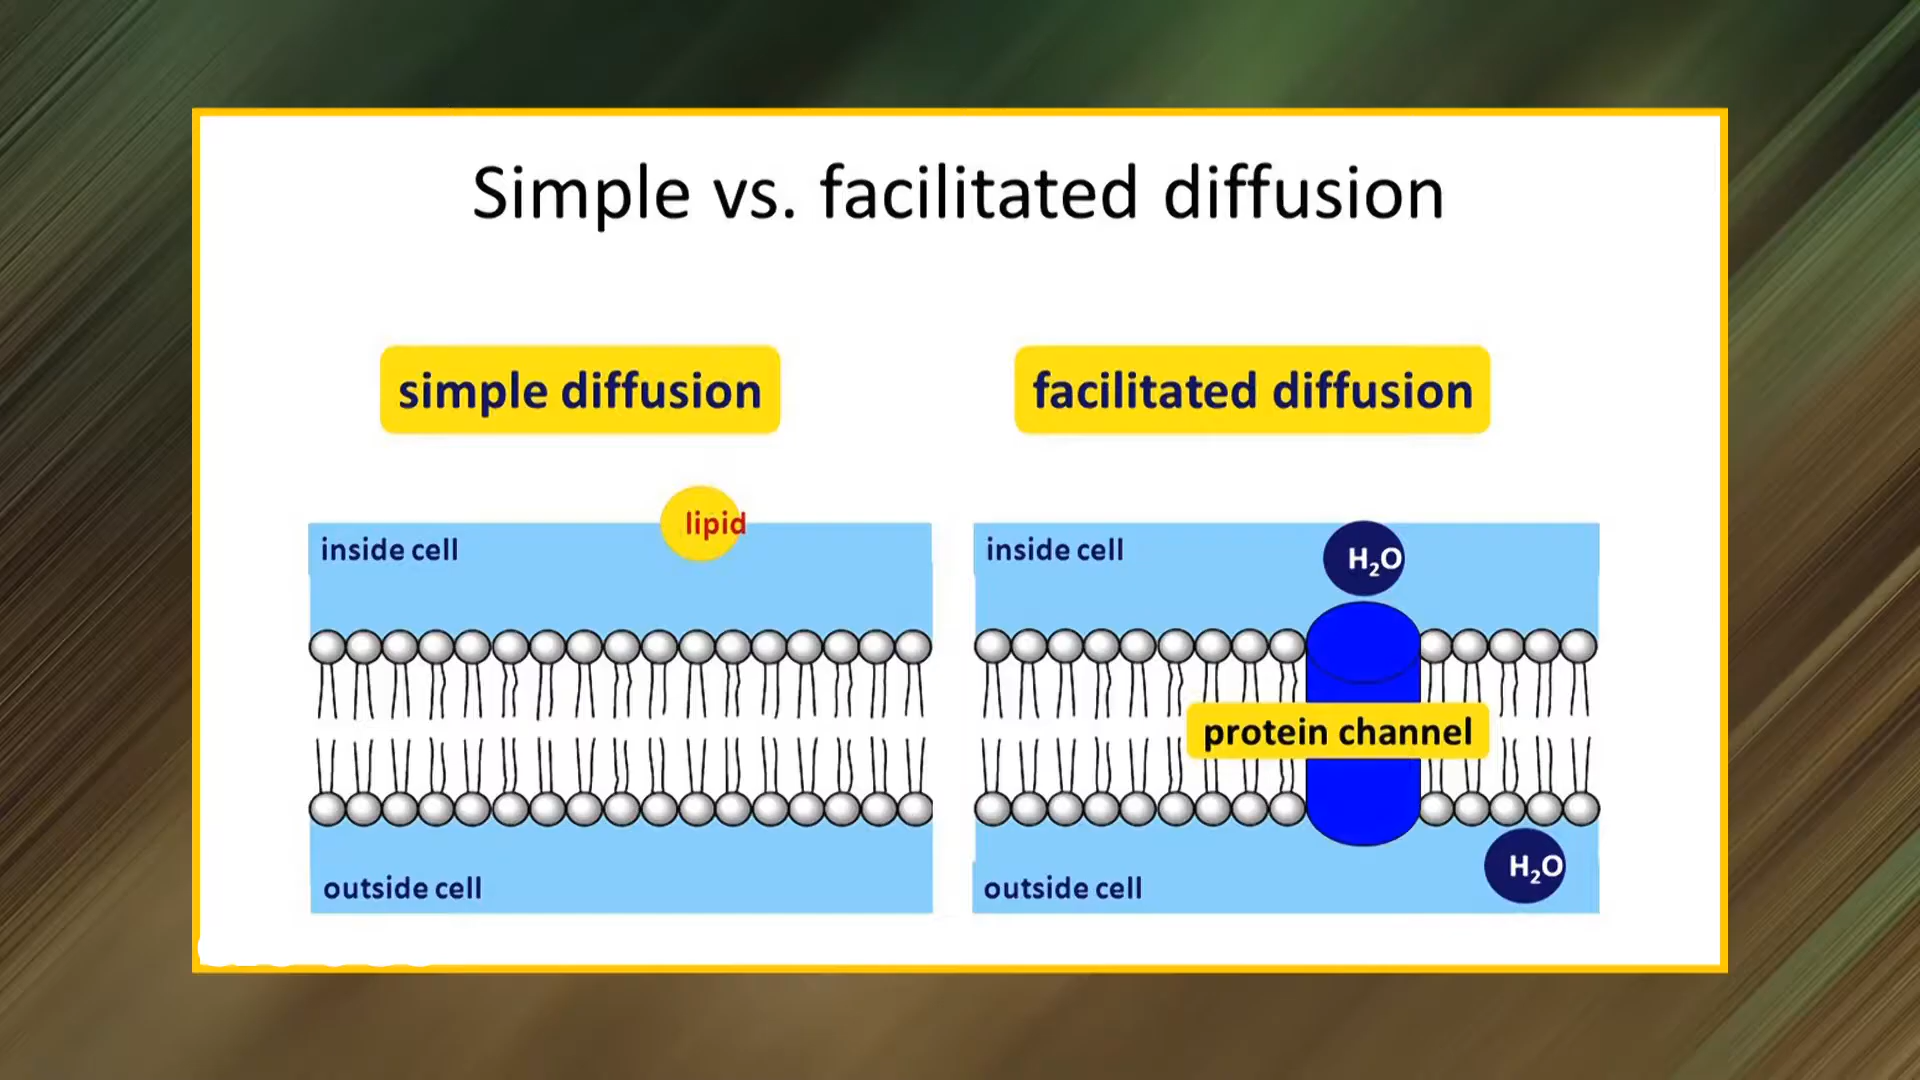 Simple vs. facilitated diffusion
simple diffusion
facilitated diffusion
lipid
inside cell
outside cell
inside cell
H₂O
protein channel
H₂O
outside cell